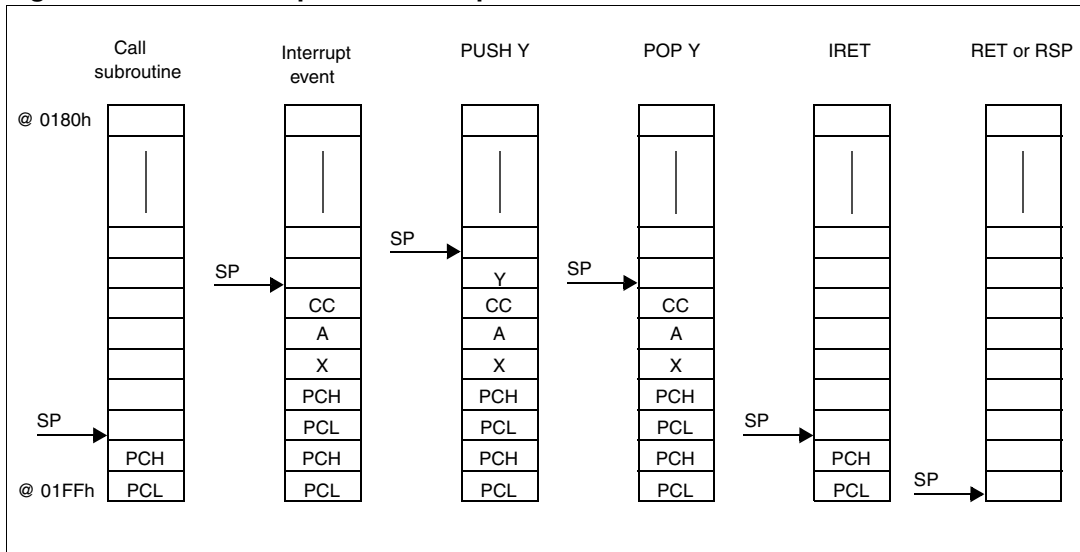 Call subroutine
Interrupt event
PUSH Y
POP Y
IRET
RET or RSP
@ 0180h
SP
SP
SP
Y
CC
CC
CC
A
A
A
X
X
X
PCH
PCH
PCH
SP
PCL
PCL
PCL
SP
PCH
PCH
PCH
PCH
PCH
SP
@ 01FFh
PCL
PCL
PCL
PCL
PCL